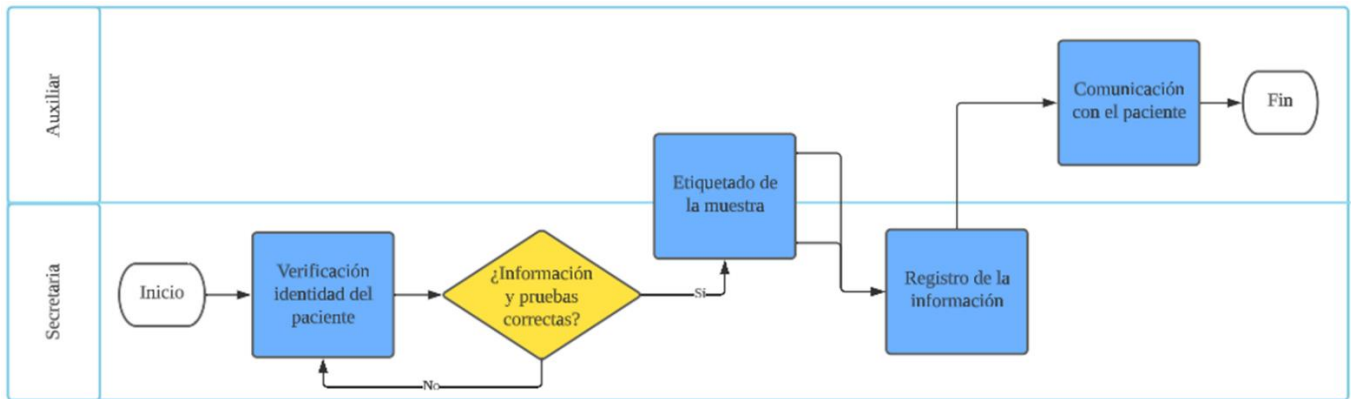 Auxiliar
Comunicación
con el paciente
Fin
Etiquetado de
la muestra
Secretaria
Inicio
Verificación
identidad del
paciente
¿Información
y pruebas
correctas?
Si
No
Registro de la
información